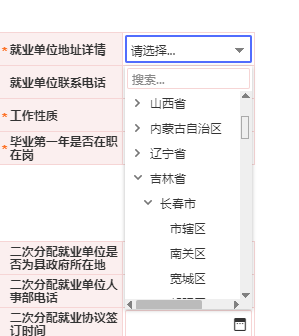 * 就业单位地址详情
请选择...
就业单位联系电话
搜索...
* 工作性质
* 毕业第一年是否在职
在岗
山西省
内蒙古自治区
辽宁省
吉林省
长春市
市辖区
南关区
宽城区
二次分配就业单位是
否为县政府所在地
二次分配就业单位人
事部电话
二次分配就业协议签
订时间